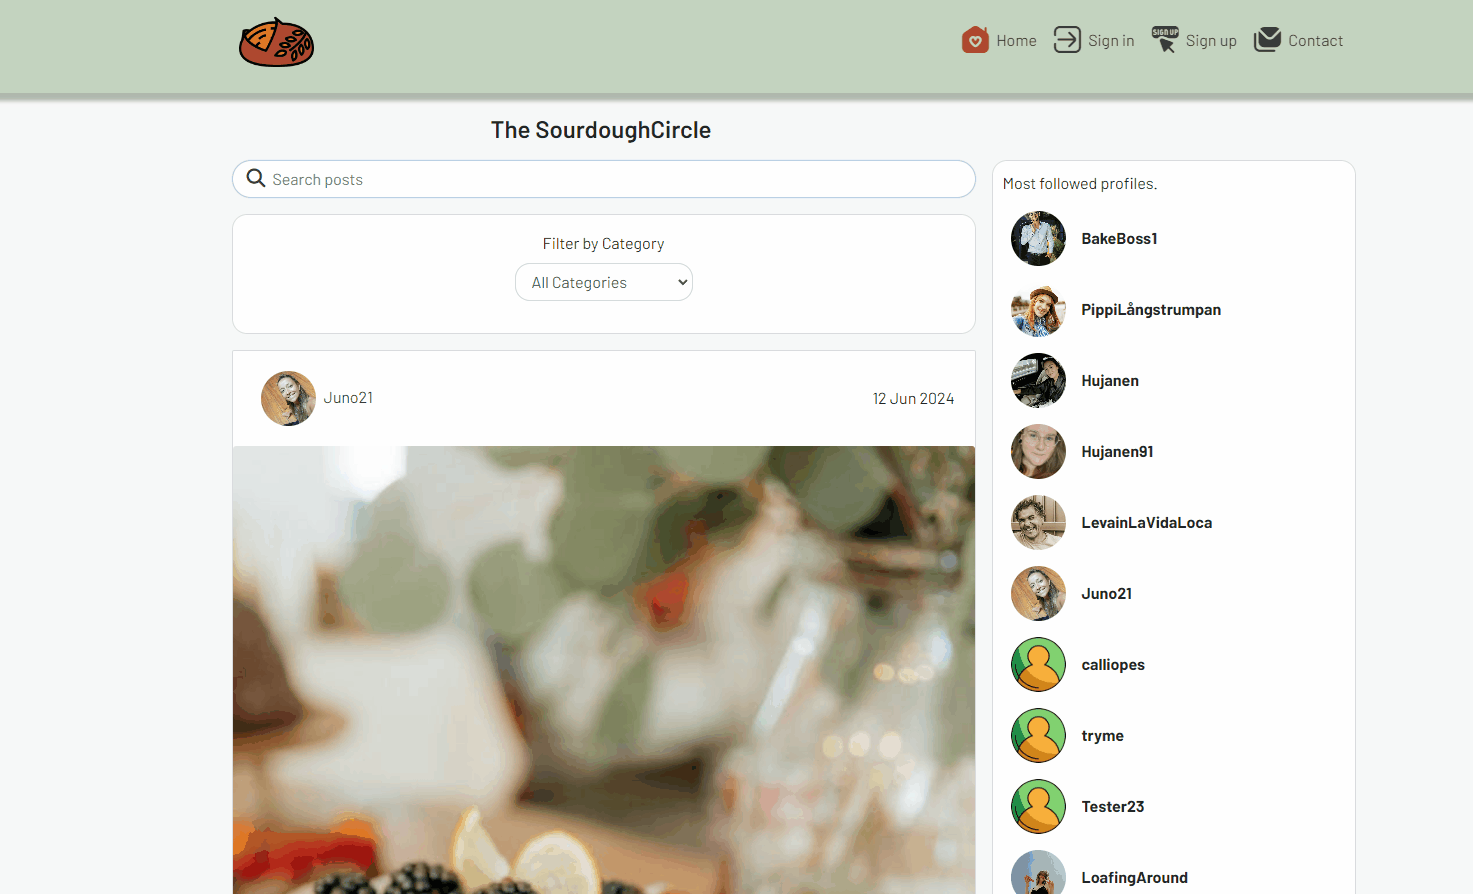 Home
Sign in
SIGN UP
Sign up
Contact
The SourdoughCircle
Search posts
Filter by Category
All Categories
Juno21
12 Jun 2024
Most followed profiles.
BakeBoss1
PippiLångstrumpan
Hujanen
Hujanen91
LevainLaVidaLoca
Juno21
calliopes
tryme
Tester23
LoafingAround